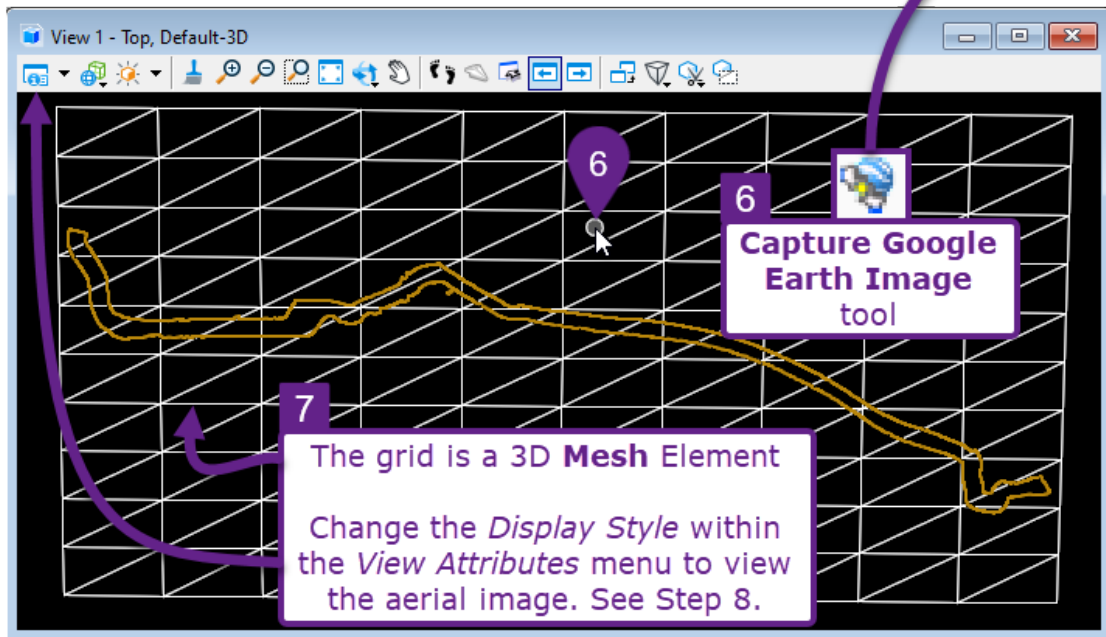 View 1 - Top, Default-3D
6
6
Capture Google
Earth Image
tool
7
The grid is a 3D Mesh Element
Change the Display Style within
the View Attributes menu to view
the aerial image. See Step 8.